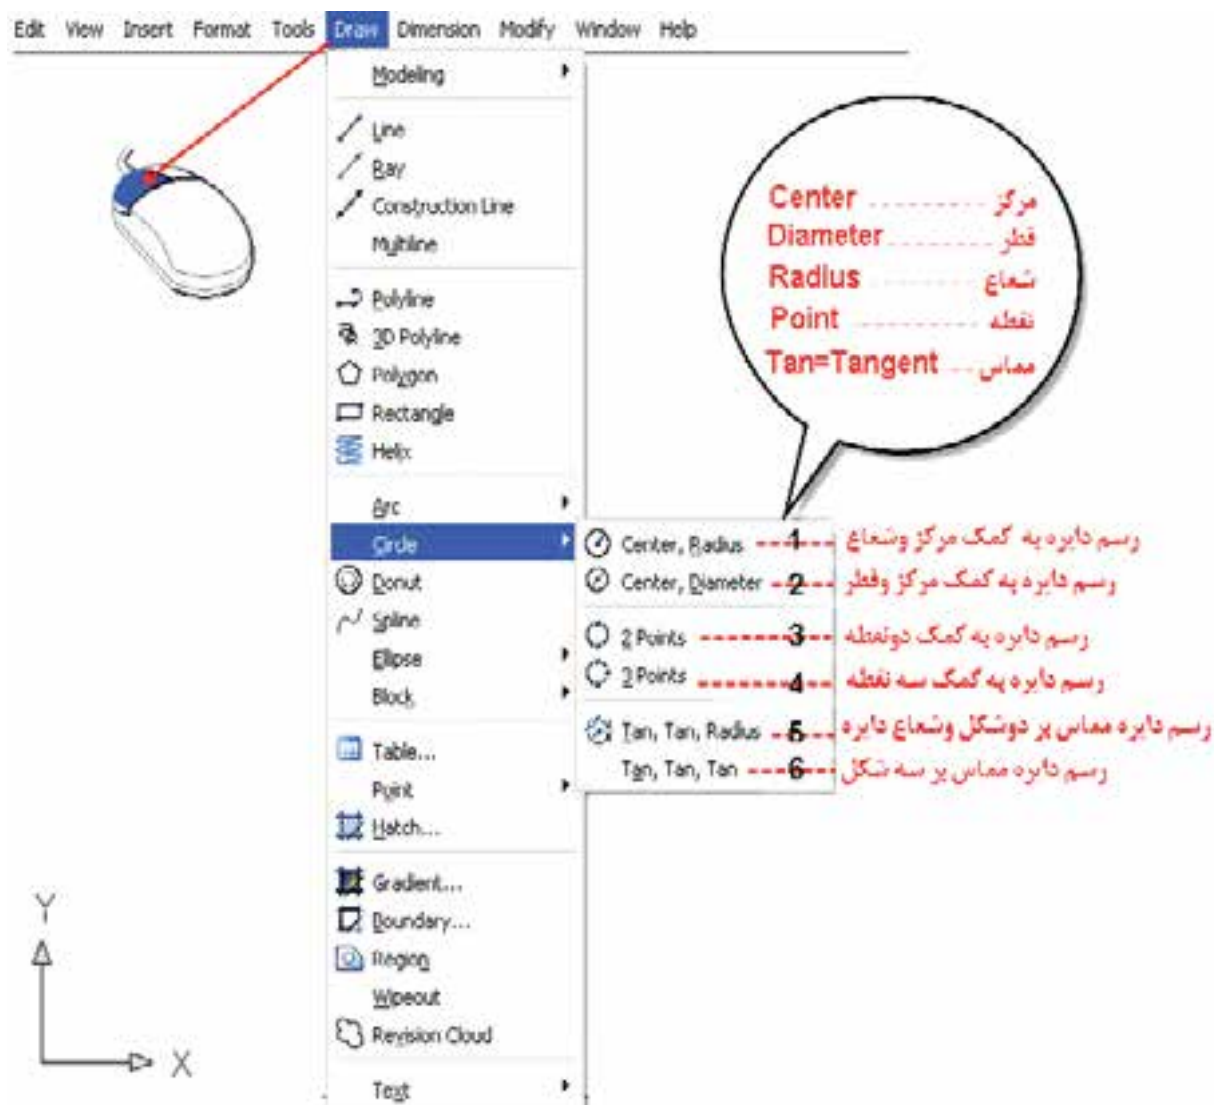 Edit View Insert Format Tools Draw Dimension Modify Window Help
Modeling
Line
Ray
Construction Line
Multiline
Polyline
3D Polyline
Polygon
Rectangle
Helix
Arc
Circle
Donut
Spline
Ellipse
Block
Table...
Point
Hatch...
Gradient...
Boundary...
Region
Wipeout
Revision Cloud
Text
Center ........... مرکز
Diameter ........... قطر
Radius ........... شعاع
Point ........... نقطه
Tan=Tangent .... مماس
Center, Radius ---- 1 ---- رسم دایره به کمک مرکز وشعاع
Center, Diameter ---- 2 ---- رسم دایره به کمک مرکز وقطر
2 Points -------- 3 ---- رسم دایره به کمک دونقطه
3 Points -------- 4 ---- رسم دایره به کمک سه نقطه
Tan, Tan, Radius ---- 5 ---- رسم دایره مماس بر دوشکل وشعاع دایره
Tan, Tan, Tan ---- 6 ---- رسم دایره مماس بر سه شکل
Y
X